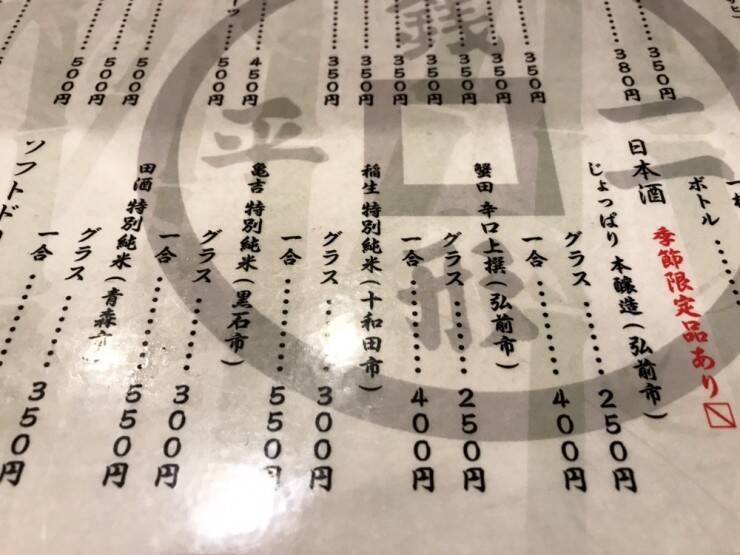 ……350円
……380円
……350円
……350円
……350円
……350円
……350円
……350円
……350円
……450円
……500円
……500円
……500円
……500円
ボトル……
日本酒 季節限定品あり
じょっぱり 本醸造(弘前市)
グラス……250円
一合……400円
蟹田 辛口上撰(弘前市)
グラス……250円
一合……400円
稲生 特別純米(十和田市)
グラス……300円
一合……550円
亀吉 特別純米(黒石市)
グラス……300円
一合……550円
田酒 特別純米(青森市
グラス……350円
一合……
ソフトド
銭
二
形
平